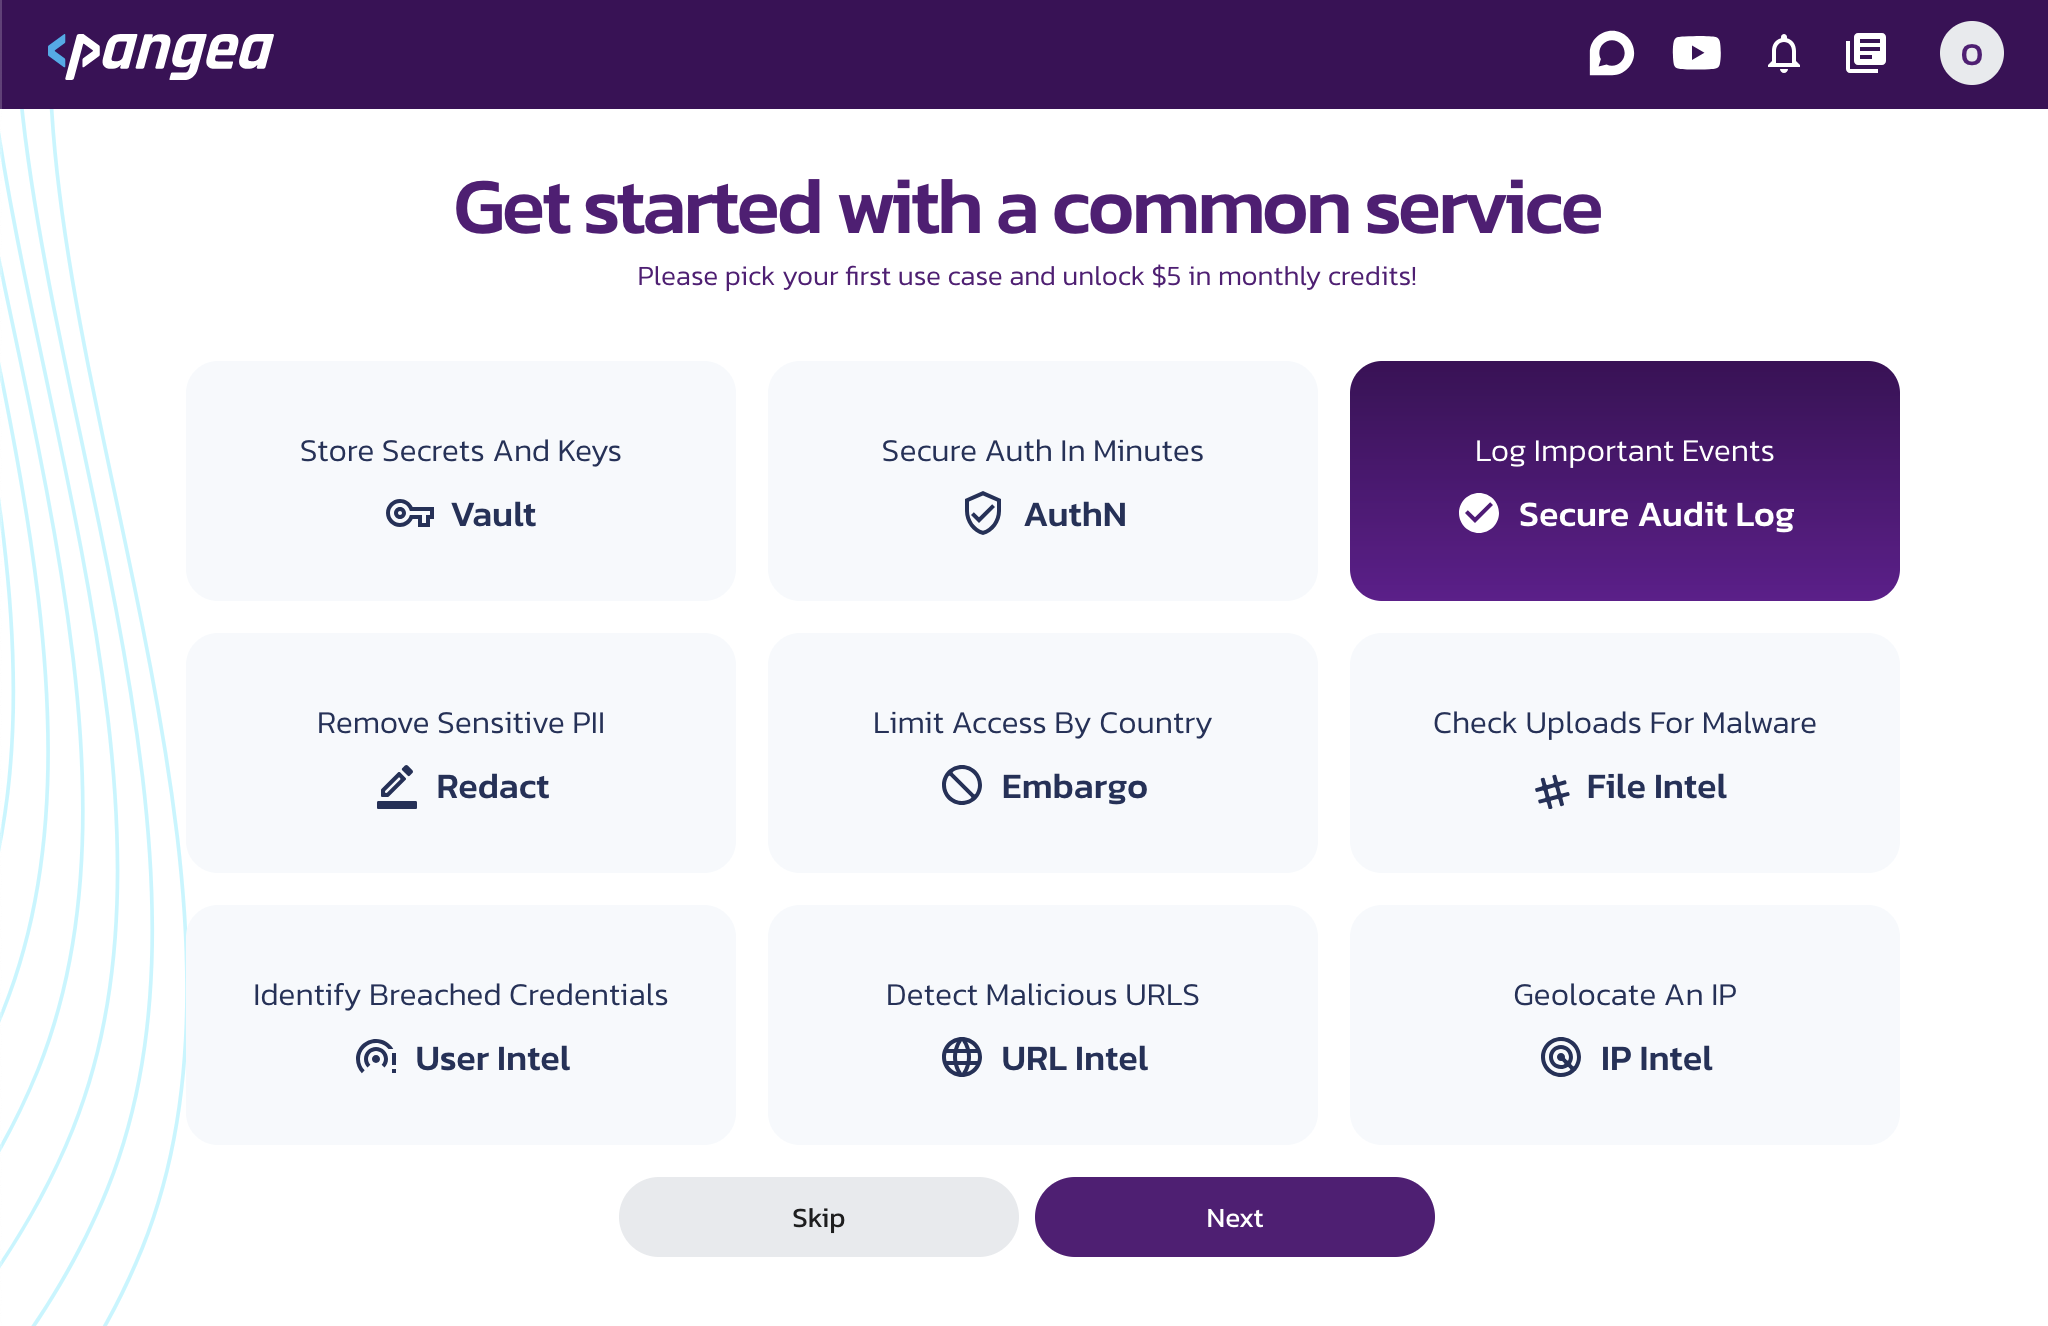 pangea
O
Get started with a common service
Please pick your first use case and unlock $5 in monthly credits!
Store Secrets And Keys
Vault
Secure Auth In Minutes
AuthN
Log Important Events
Secure Audit Log
Remove Sensitive PII
Redact
Limit Access By Country
Embargo
Check Uploads For Malware
File Intel
Identify Breached Credentials
User Intel
Detect Malicious URLS
URL Intel
Geolocate An IP
IP Intel
Skip
Next